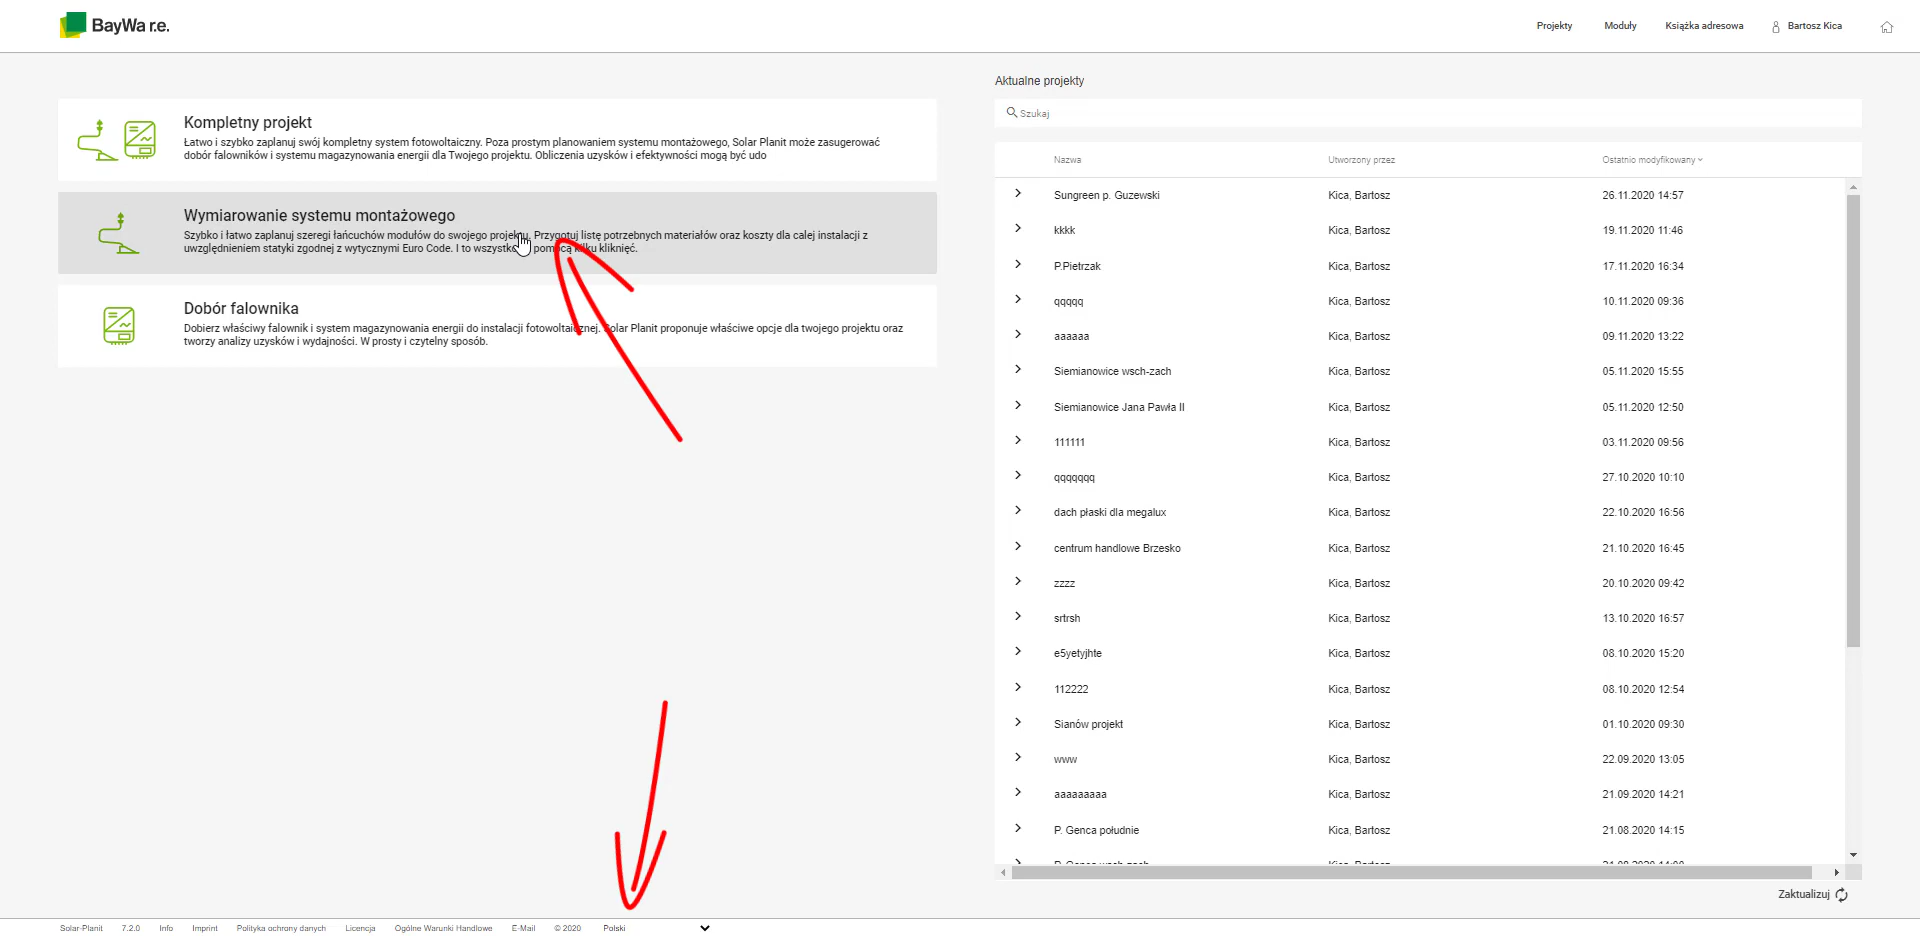 BayWa r.e.
Projekty
Moduły
Książka adresowa
Bartosz Kica
Kompletny projekt
Łatwo i szybko zaplanuj swój kompletny system fotowoltaiczny. Poza prostym planowaniem systemu montażowego, Solar Planit może zasugerować
dobór falowników i systemu magazynowania energii dla Twojego projektu. Obliczenia uzysków i efektywności mogą być udo
Wymiarowanie systemu montażowego
Szybko i łatwo zaplanuj szeregi łańcuchów modułów do swojego projektu. Przygotuj listę potrzebnych materiałów oraz koszty dla calej instalacji z
uwzględnieniem statyki zgodnej z wytycznymi Euro Code. I to wszystko pomocą kilku kliknięć.
Dobór falownika
Dobierz właściwy falownik i system magazynowania energii do instalacji fotowoltaicznej. Solar Planit proponuje właściwe opcje dla twojego projektu oraz
tworzy analizy uzysków i wydajności. W prosty i czytelny sposób.
Aktualne projekty
Szukaj
Nazwa Utworzony przez Ostatnio modyfikowany
Sungreen p. Guzewski Kica, Bartosz 26.11.2020 14:57
kkkk Kica, Bartosz 19.11.2020 11:46
P.Pietrzak Kica, Bartosz 17.11.2020 16:34
qqqqq Kica, Bartosz 10.11.2020 09:36
aaaaaa Kica, Bartosz 09.11.2020 13:22
Siemianowice wsch-zach Kica, Bartosz 05.11.2020 15:55
Siemianowice Jana Pawła II Kica, Bartosz 05.11.2020 12:50
111111 Kica, Bartosz 03.11.2020 09:56
qqqqqqq Kica, Bartosz 27.10.2020 10:10
dach płaski dla megalux Kica, Bartosz 22.10.2020 16:56
centrum handlowe Brzesko Kica, Bartosz 21.10.2020 16:45
zzzz Kica, Bartosz 20.10.2020 09:42
srtrsh Kica, Bartosz 13.10.2020 16:57
e5yetyjhte Kica, Bartosz 08.10.2020 15:20
112222 Kica, Bartosz 08.10.2020 12:54
Sianów projekt Kica, Bartosz 01.10.2020 09:30
www Kica, Bartosz 22.09.2020 13:05
aaaaaaaaa Kica, Bartosz 21.09.2020 14:21
P. Genca południe Kica, Bartosz 21.08.2020 14:15
Zaktualizuj
Solar-Planit 7.2.0 Info Imprint Polityka ochrony danych Licencja Ogólne Warunki Handlowe E-Mail © 2020 Polski